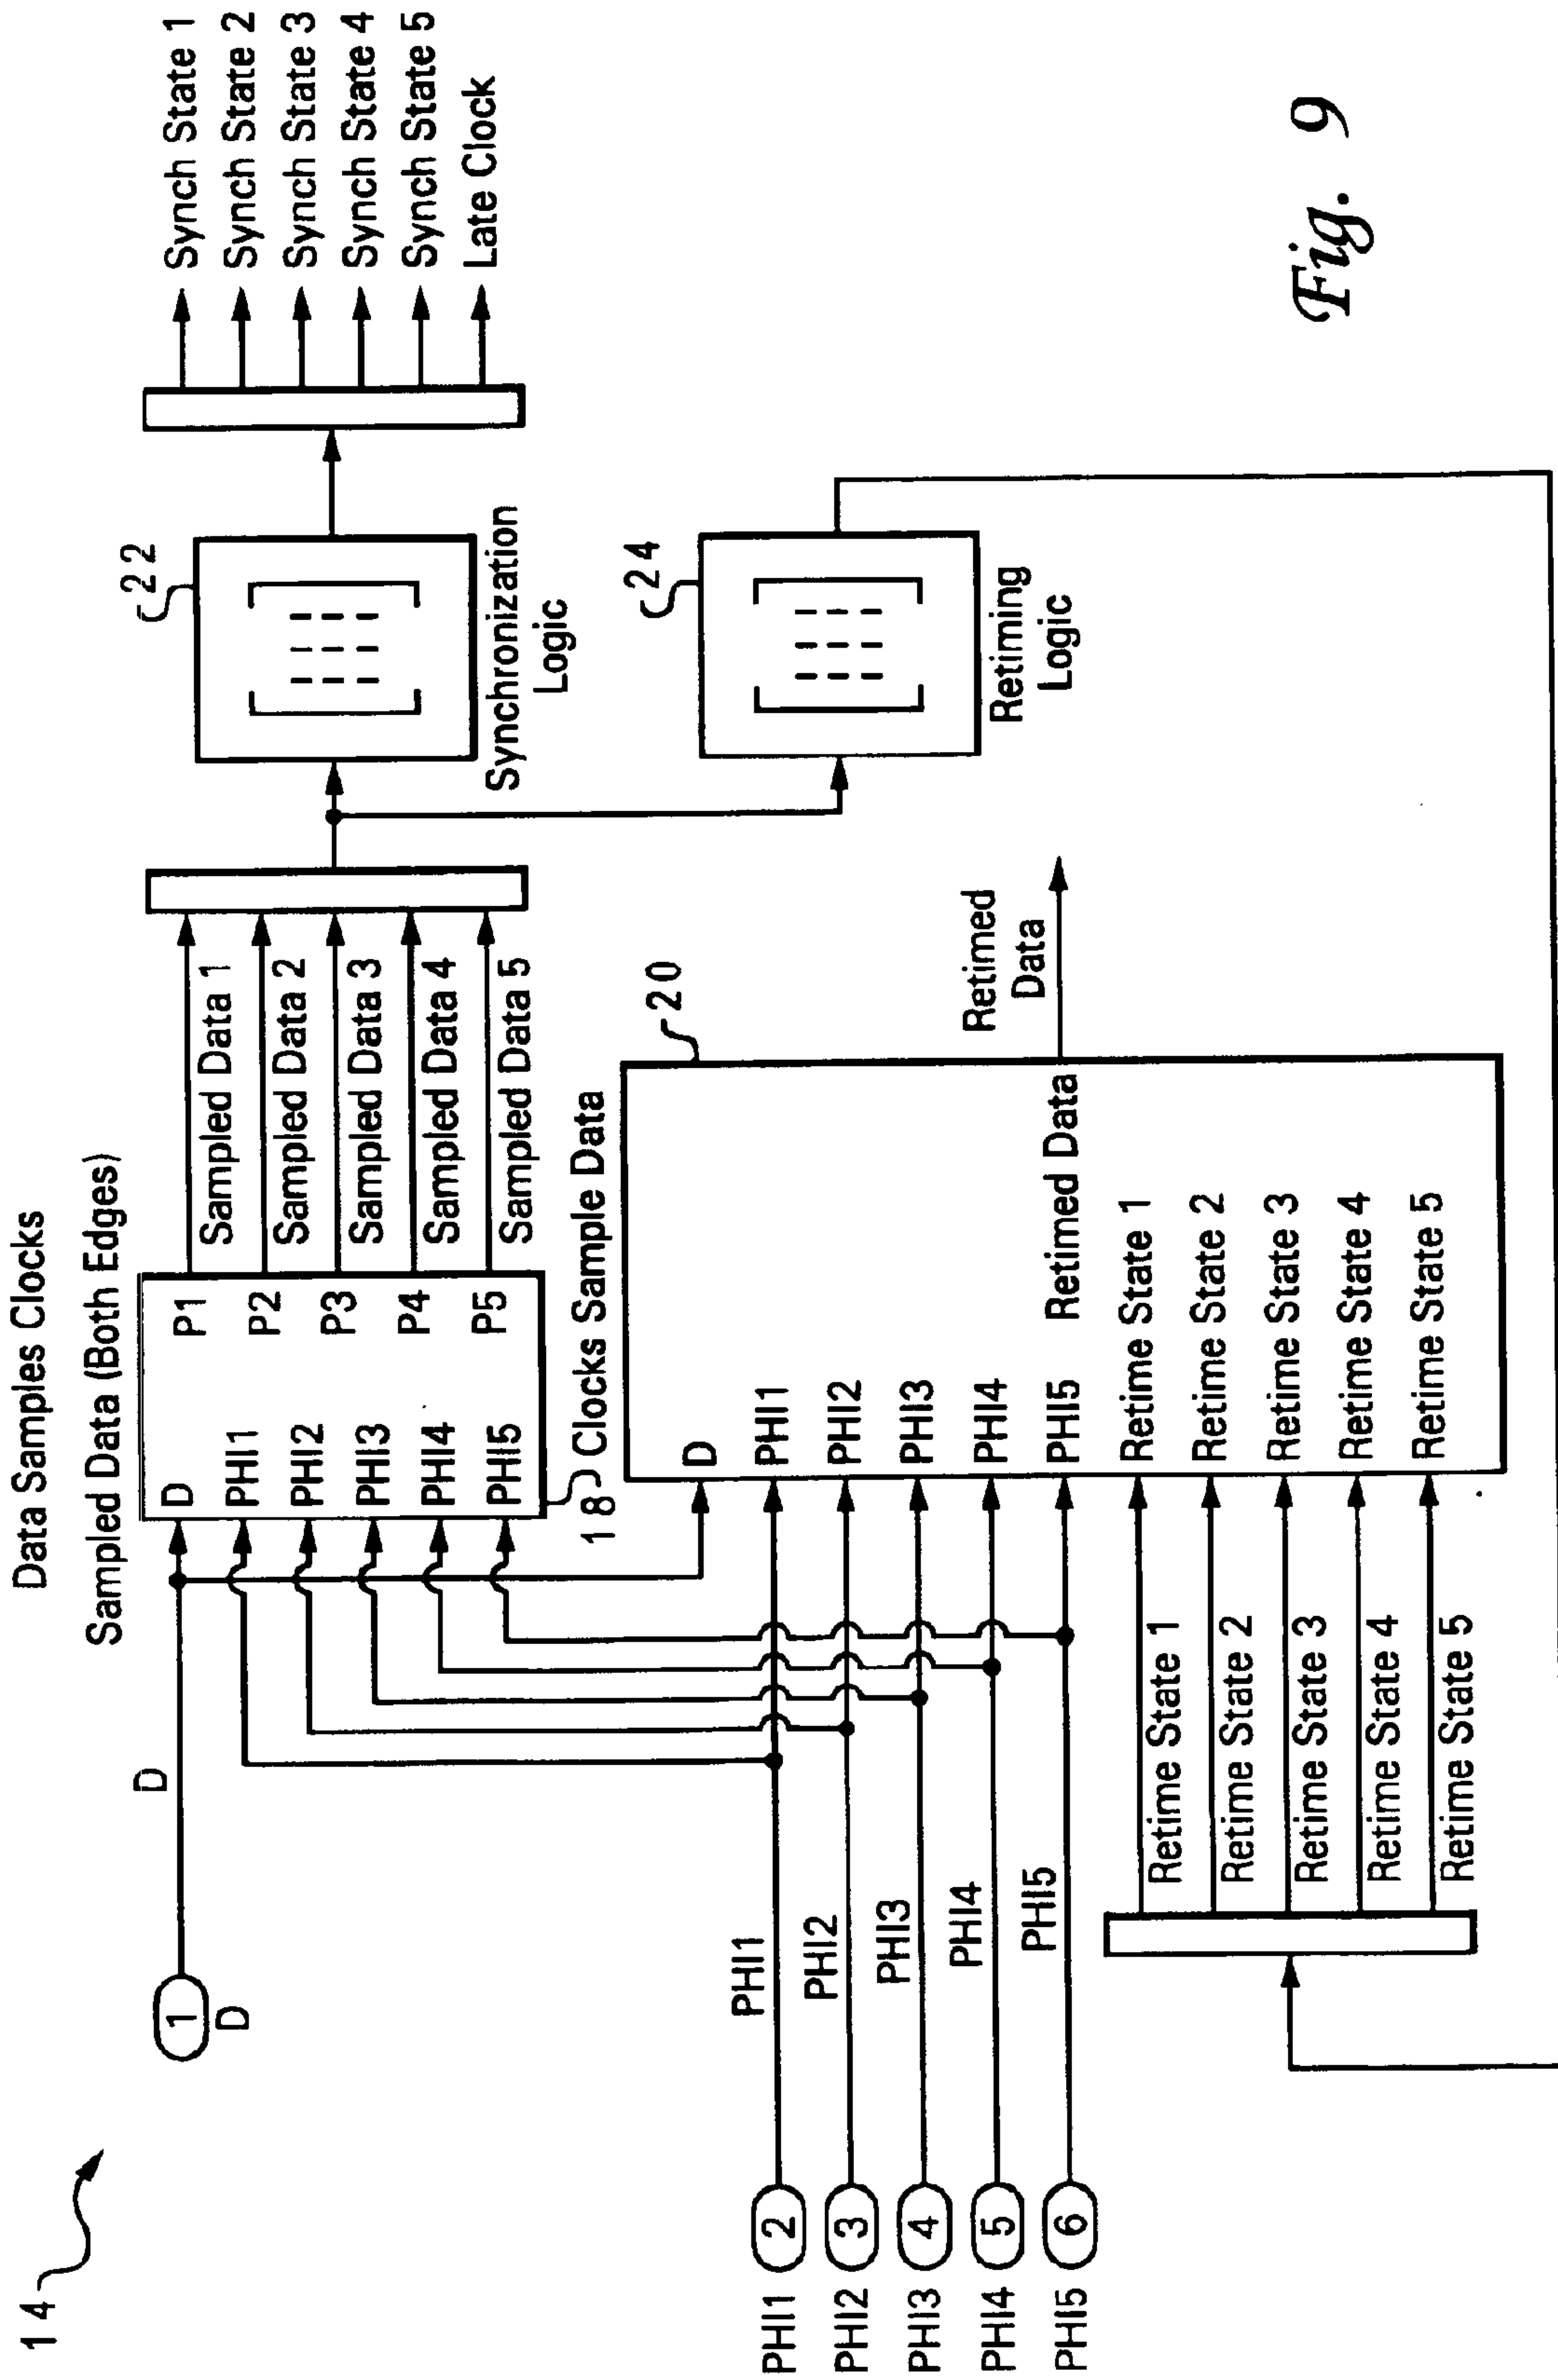 14
Data Samples Clocks
Sampled Data (Both Edges)
1
D
D
D
PHI1
PHI2
PHI3
PHI4
PHI5
P1
P2
P3
P4
P5
18
Sampled Data 1
Sampled Data 2
Sampled Data 3
Sampled Data 4
Sampled Data 5
22
Synchronization
Logic
Synch State 1
Synch State 2
Synch State 3
Synch State 4
Synch State 5
Late Clock
24
Retiming
Logic
Clocks Sample Data
20
PHI1
2
PHI1
PHI2
3
PHI2
PHI3
4
PHI3
PHI4
5
PHI4
PHI5
6
PHI5
D
PHI1
PHI2
PHI3
PHI4
PHI5
Retimed Data
Retime State 1
Retime State 2
Retime State 3
Retime State 4
Retime State 5
Retimed
Data
Retime State 1
Retime State 2
Retime State 3
Retime State 4
Retime State 5
Fig. 9